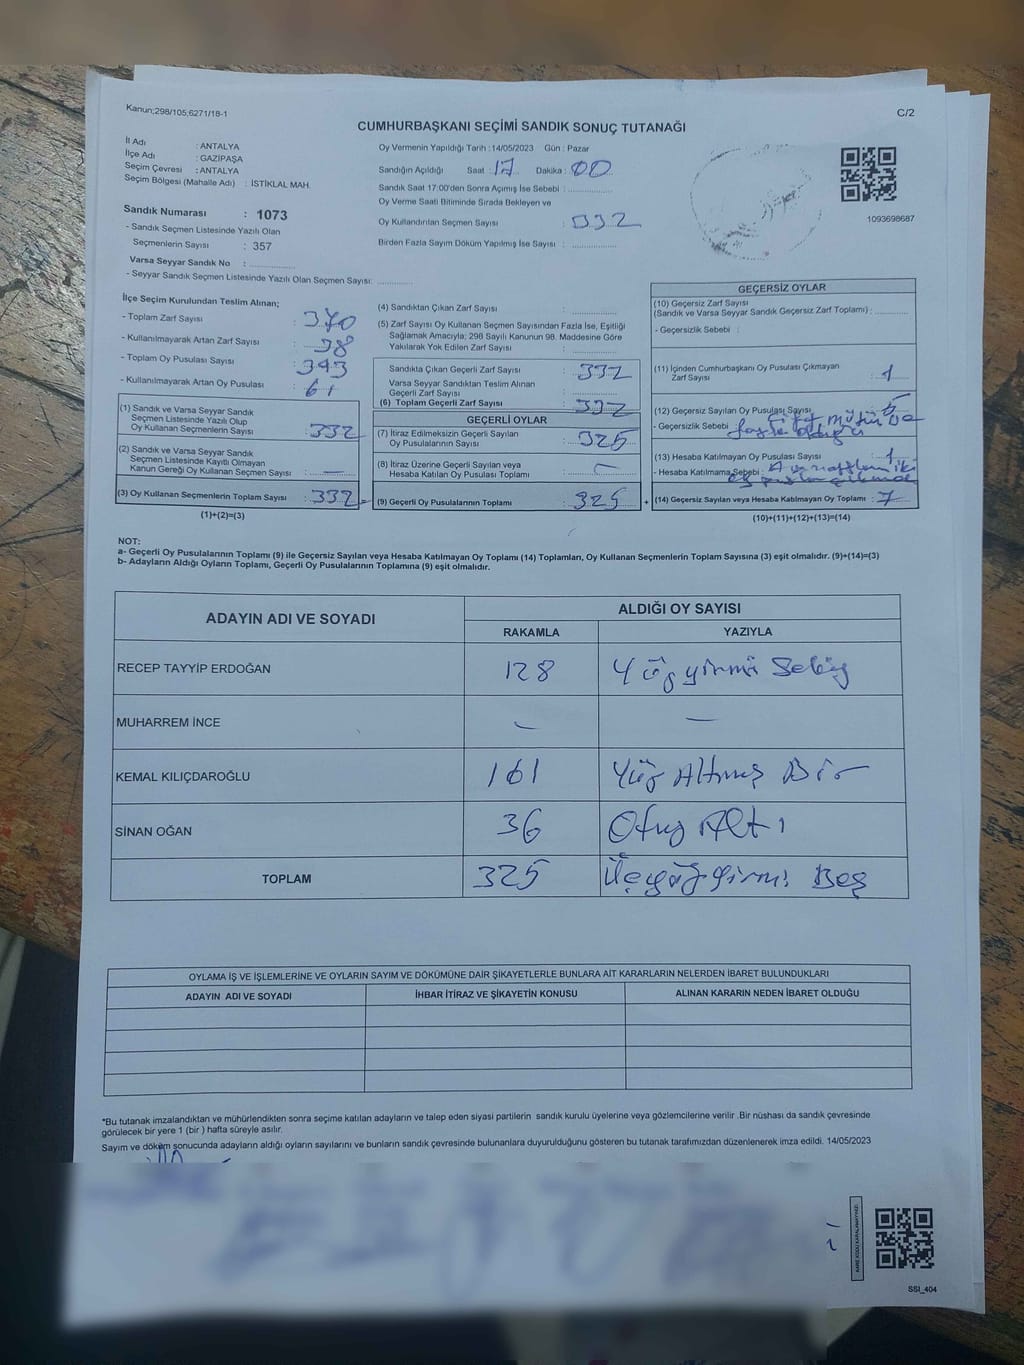 Kanun;298/105;6271/18-1
C/2
CUMHURBAŞKANI SEÇİMİ SANDIK SONUÇ TUTANAĞI
İl Adı : ANTALYA
İlçe Adı : GAZİPAŞA
Seçim Çevresi : ANTALYA
Seçim Bölgesi (Mahalle Adı) : İSTİKLAL MAH.
Sandık Numarası : 1073
- Sandık Seçmen Listesinde Yazılı Olan
Seçmenlerin Sayısı : 357
Varsa Seyyar Sandık No : ..............
- Seyyar Sandık Seçmen Listesinde Yazılı Olan Seçmen Sayısı: ............
Oy Vermenin Yapıldığı Tarih :14/05/2023 Gün : Pazar
Sandığın Açıldığı Saat : 17 Dakika : 00
Sandık Saat 17:00'den Sonra Açımış İse Sebebi : ..............
Oy Verme Saati Bitiminde Sırada Bekleyen ve
Oy Kullandırılan Seçmen Sayısı : 332
Birden Fazla Sayım Döküm Yapılmış İse Sayısı : ..............
1093698687
İlçe Seçim Kurulundan Teslim Alınan;
- Toplam Zarf Sayısı : 370
- Kullanılmayarak Artan Zarf Sayısı : 38
- Toplam Oy Pusulası Sayısı : 393
- Kullanılmayarak Artan Oy Pusulası : 61
(1) Sandık ve Varsa Seyyar Sandık
Seçmen Listesinde Yazılı Olup
Oy Kullanan Seçmenlerin Sayısı : 332
(2) Sandık ve Varsa Seyyar Sandık
Seçmen Listesinde Kayıtlı Olmayan
Kanun Gereği Oy Kullanan Seçmen Sayısı : —
(3) Oy Kullanan Seçmenlerin Toplam Sayısı : 332 =
(1)+(2)=(3)
(4) Sandıktan Çıkan Zarf Sayısı : ..............
(5) Zarf Sayısı Oy Kullanan Seçmen Sayısından Fazla İse, Eşitliği
Sağlamak Amacıyla; 298 Sayılı Kanunun 98. Maddesine Göre
Yakılarak Yok Edilen Zarf Sayısı : ..............
Sandıkta Çıkan Geçerli Zarf Sayısı : 332
Varsa Seyyar Sandıktan Teslim Alınan
Geçerli Zarf Sayısı : ..............
(6) Toplam Geçerli Zarf Sayısı : 332
GEÇERLİ OYLAR
(7) İtiraz Edilmeksizin Geçerli Sayılan
Oy Pusulalarının Sayısı : 325
(8) İtiraz Üzerine Geçerli Sayılan veya
Hesaba Katılan Oy Pusulaları Toplamı : —
(9) Geçerli Oy Pusulalarının Toplamı : 325 +
GEÇERSİZ OYLAR
(10) Geçersiz Zarf Sayısı
(Sandık ve Varsa Seyyar Sandık Geçersiz Zarf Toplamı) : ..........
- Geçersizlik Sebebi :
(11) İçinden Cumhurbaşkanı Oy Pusulası Çıkmayan
Zarf Sayısı : 1
(12) Geçersiz Sayılan Oy Pusulası Sayısı : 5
- Geçersizlik Sebebi
(13) Hesaba Katılmayan Oy Pusulası Sayısı : 1
- Hesaba Katılmama Sebebi :
(14) Geçersiz Sayılan veya Hesaba Katılmayan Oy Toplamı : 7
(10)+(11)+(12)+(13)=(14)
NOT:
a- Geçerli Oy Pusulalarının Toplamı (9) ile Geçersiz Sayılan veya Hesaba Katılmayan Oy Toplamı (14) Toplamları, Oy Kullanan Seçmenlerin Toplam Sayısına (3) eşit olmalıdır. (9)+(14)=(3)
b- Adayların Aldığı Oyların Toplamı, Geçerli Oy Pusulalarının Toplamına (9) eşit olmalıdır.
ADAYIN ADI VE SOYADI ALDIĞI OY SAYISI
RAKAMLA YAZIYLA
RECEP TAYYİP ERDOĞAN 128 Yüz yirmi Sekiz
MUHARREM İNCE — —
KEMAL KILIÇDAROĞLU 161 Yüz Altmış Bir
SİNAN OĞAN 36 Otuz Altı
TOPLAM 325 Üçyüz Yirmi Beş
OYLAMA İŞ VE İŞLEMLERİNE VE OYLARIN SAYIM VE DÖKÜMÜNE DAİR ŞİKAYETLERLE BUNLARA AİT KARARLARIN NELERDEN İBARET BULUNDUKLARI
ADAYIN ADI VE SOYADI İHBAR İTİRAZ VE ŞİKAYETİN KONUSU ALINAN KARARIN NEDEN İBARET OLDUĞU
*Bu tutanak imzalandıktan ve mühürlendikten sonra seçime katılan adayların ve talep eden siyasi partilerin sandık kurulu üyelerine veya gözlemcilerine verilir .Bir nüshası da sandık çevresinde
görülecek bir yere 1 (bir ) hafta süreyle asılır.
Sayım ve döküm sonucunda adayların aldığı oyların sayılarını ve bunların sandık çevresinde bulunanlara duyurulduğunu gösteren bu tutanak tarafımızdan düzenlenerek imza edildi. 14/05/2023
SSI_404